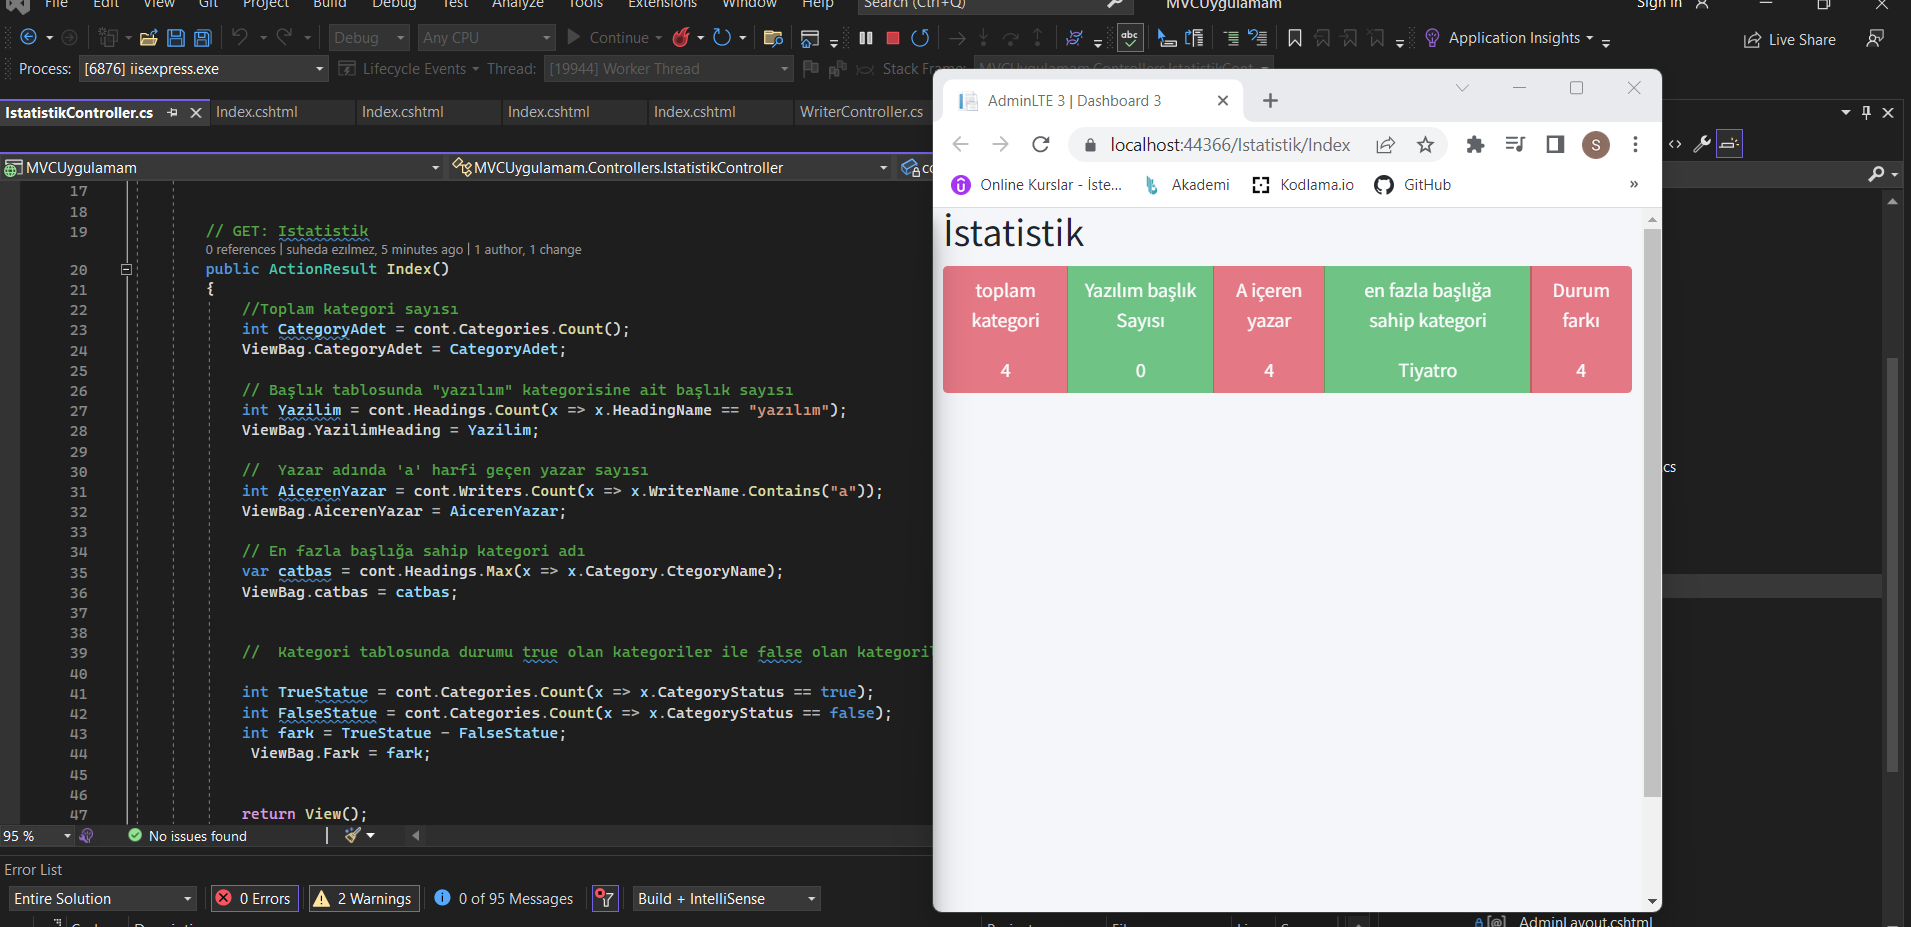 File Edit View Git Project Build Debug Test Analyze Tools Extensions Window Help Search (Ctrl+Q) MVCUygulamam Sign in
Debug Any CPU Continue Application Insights Live Share
Process: [6876] iisexpress.exe Lifecycle Events Thread: [19944] Worker Thread Stack Frame: MVCUygulamam.Controllers.IstatistikCont
IstatistikController.cs Index.cshtml Index.cshtml Index.cshtml Index.cshtml WriterController.cs
MVCUygulamam MVCUygulamam.Controllers.IstatistikController
17
18
19 // GET: Istatistik
0 references | suheda ezılmez, 5 minutes ago | 1 author, 1 change
20 public ActionResult Index()
21 {
22 //Toplam kategori sayısı
23 int CategoryAdet = cont.Categories.Count();
24 ViewBag.CategoryAdet = CategoryAdet;
25
26 // Başlık tablosunda "yazılım" kategorisine ait başlık sayısı
27 int Yazilim = cont.Headings.Count(x => x.HeadingName == "yazılım");
28 ViewBag.YazilimHeading = Yazilim;
29
30 //  Yazar adında 'a' harfi geçen yazar sayısı
31 int AicerenYazar = cont.Writers.Count(x => x.WriterName.Contains("a"));
32 ViewBag.AicerenYazar = AicerenYazar;
33
34 // En fazla başlığa sahip kategori adı
35 var catbas = cont.Headings.Max(x => x.Category.CtegoryName);
36 ViewBag.catbas = catbas;
37
38
39 //  Kategori tablosunda durumu true olan kategoriler ile false olan kategoril
40
41 int TrueStatue = cont.Categories.Count(x => x.CategoryStatus == true);
42 int FalseStatue = cont.Categories.Count(x => x.CategoryStatus == false);
43 int fark = TrueStatue - FalseStatue;
44 ViewBag.Fark = fark;
45
46
47 return View();
95 % No issues found
Error List
Entire Solution 0 Errors 2 Warnings 0 of 95 Messages Build + IntelliSense
AdminLTE 3 | Dashboard 3
localhost:44366/Istatistik/Index S
Online Kurslar - İste... Akademi Kodlama.io GitHub »
İstatistik
toplam kategori Yazılım başlık Sayısı A içeren yazar en fazla başlığa sahip kategori Durum farkı
4 0 4 Tiyatro 4
cs
AdminLayout.cshtml